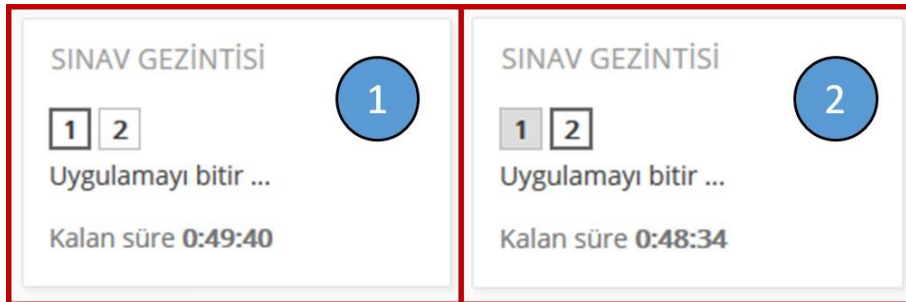 SINAV GEZİNTİSİ
1
1 2
Uygulamayı bitir ...
Kalan süre 0:49:40
SINAV GEZİNTİSİ
2
1 2
Uygulamayı bitir ...
Kalan süre 0:48:34